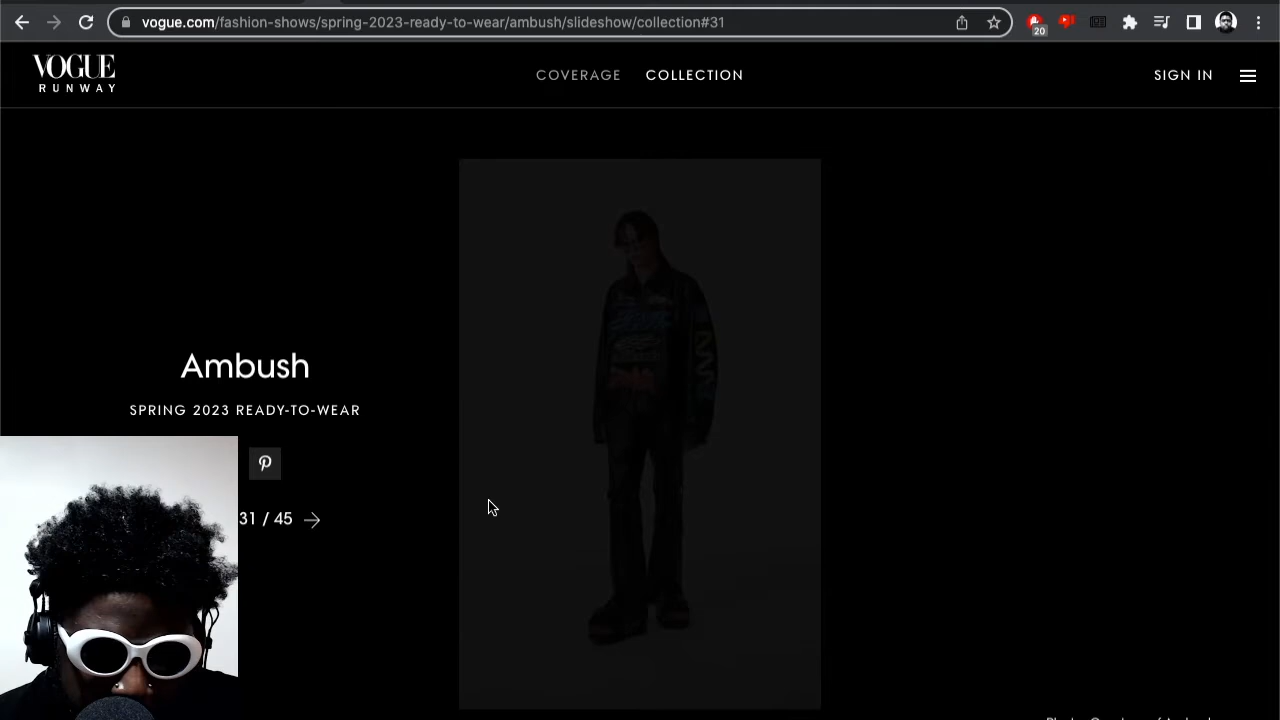 vogue.com/fashion-shows/spring-2023-ready-to-wear/ambush/slideshow/collection#31
20
VOGUE
RUNWAY
COVERAGE
COLLECTION
SIGN IN
Ambush
SPRING 2023 READY-TO-WEAR
31 / 45